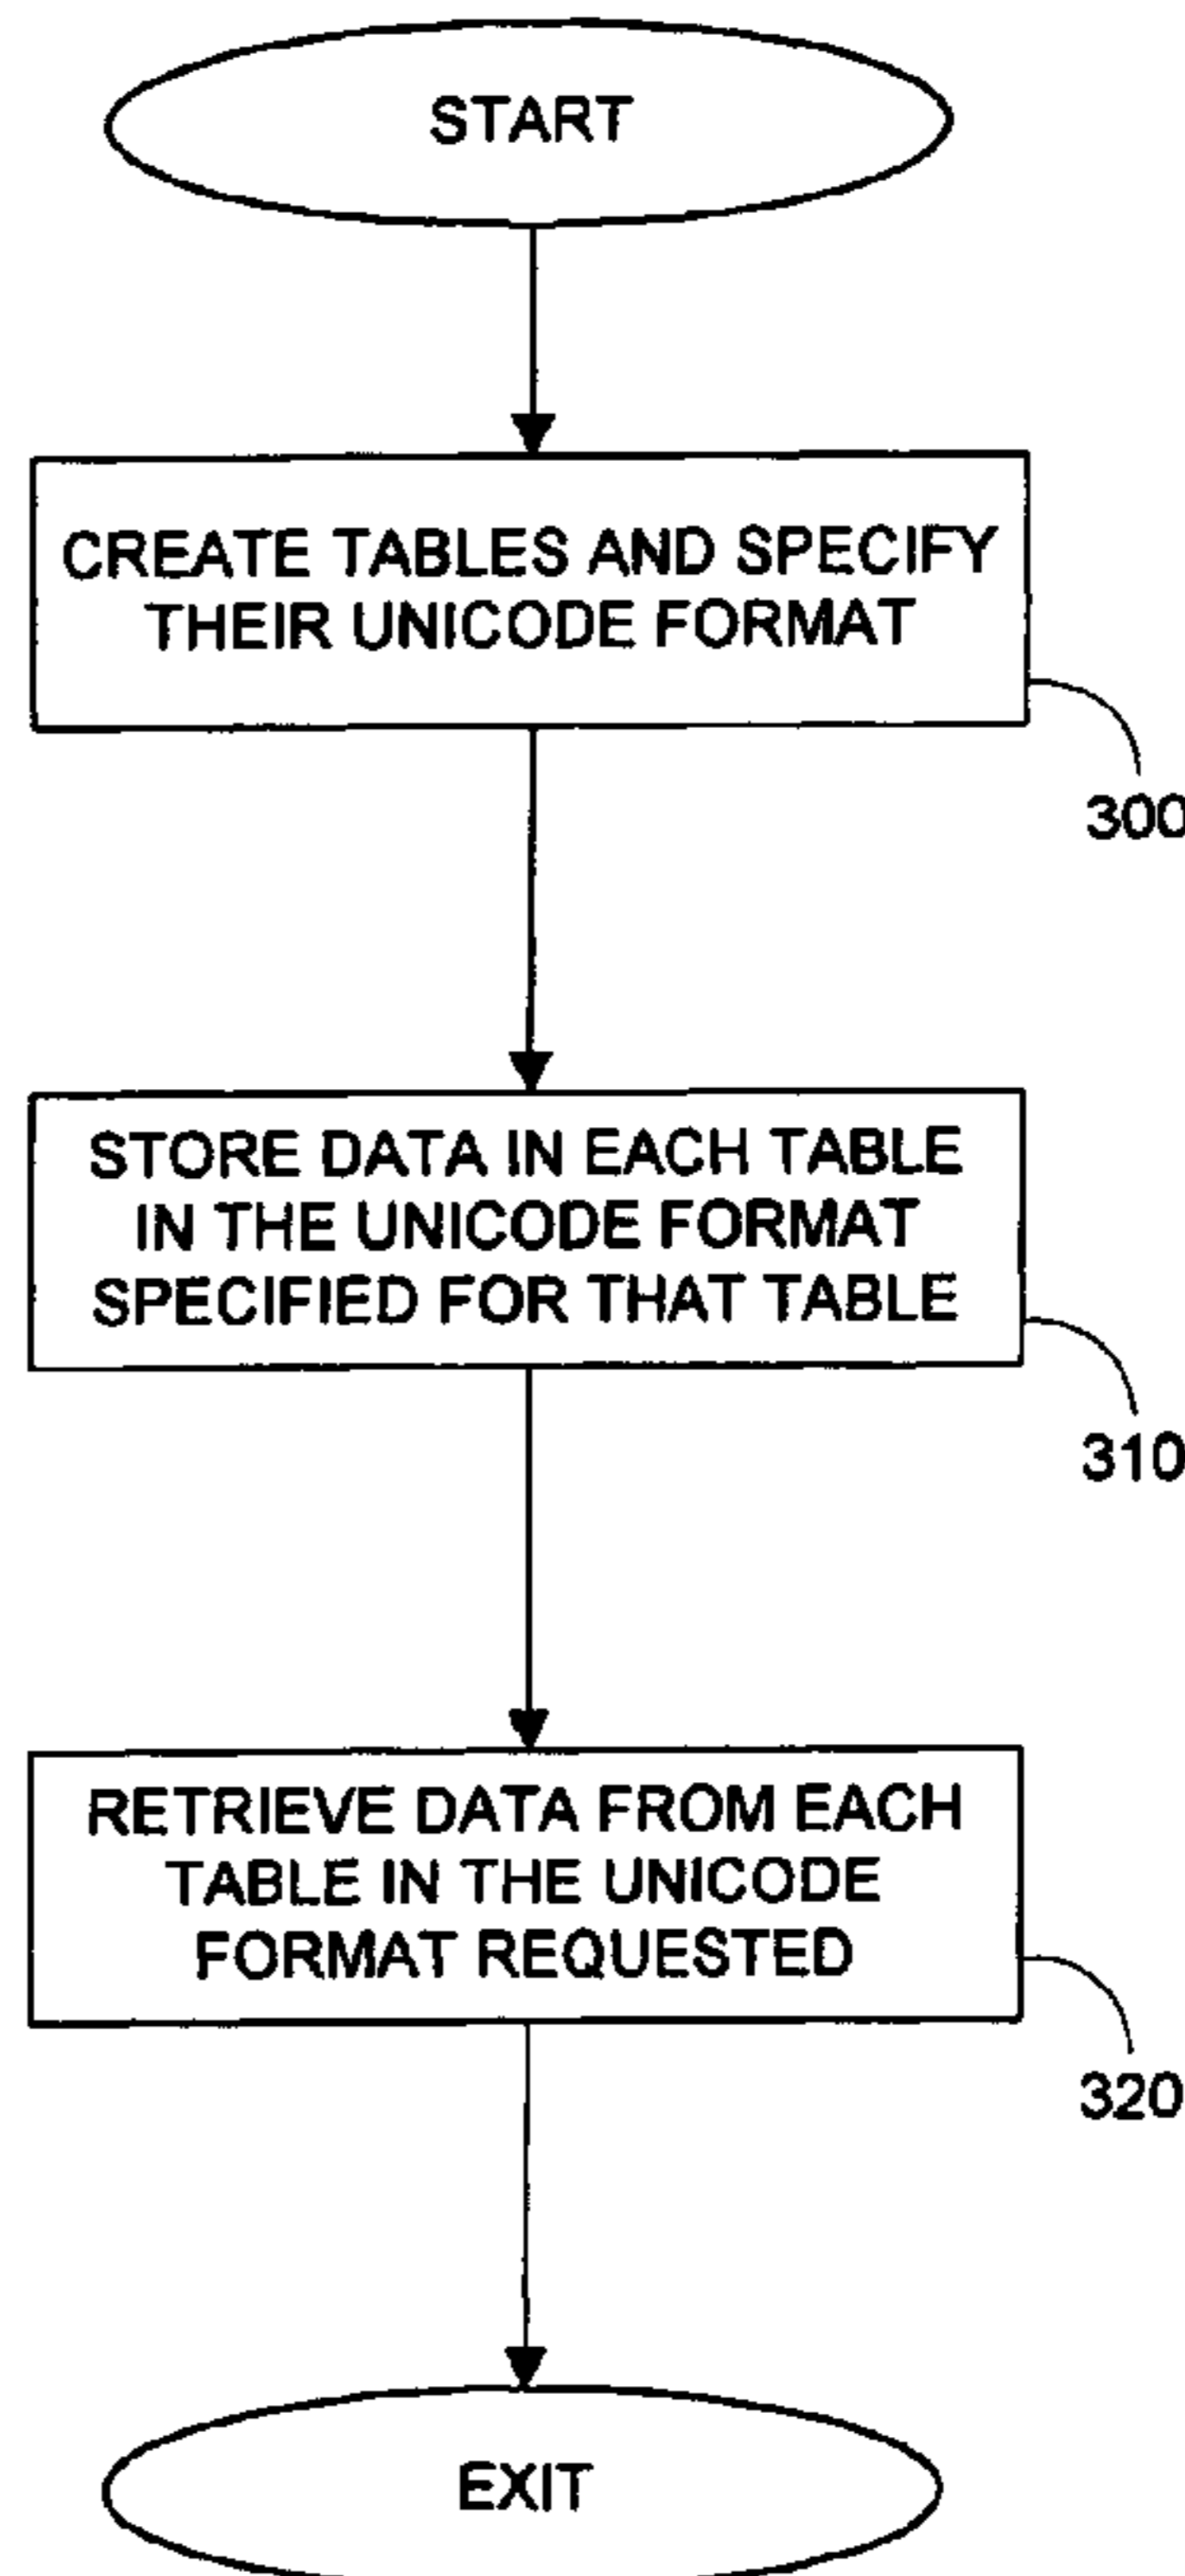 START
CREATE TABLES AND SPECIFY
THEIR UNICODE FORMAT
300
STORE DATA IN EACH TABLE
IN THE UNICODE FORMAT
SPECIFIED FOR THAT TABLE
310
RETRIEVE DATA FROM EACH
TABLE IN THE UNICODE
FORMAT REQUESTED
320
EXIT